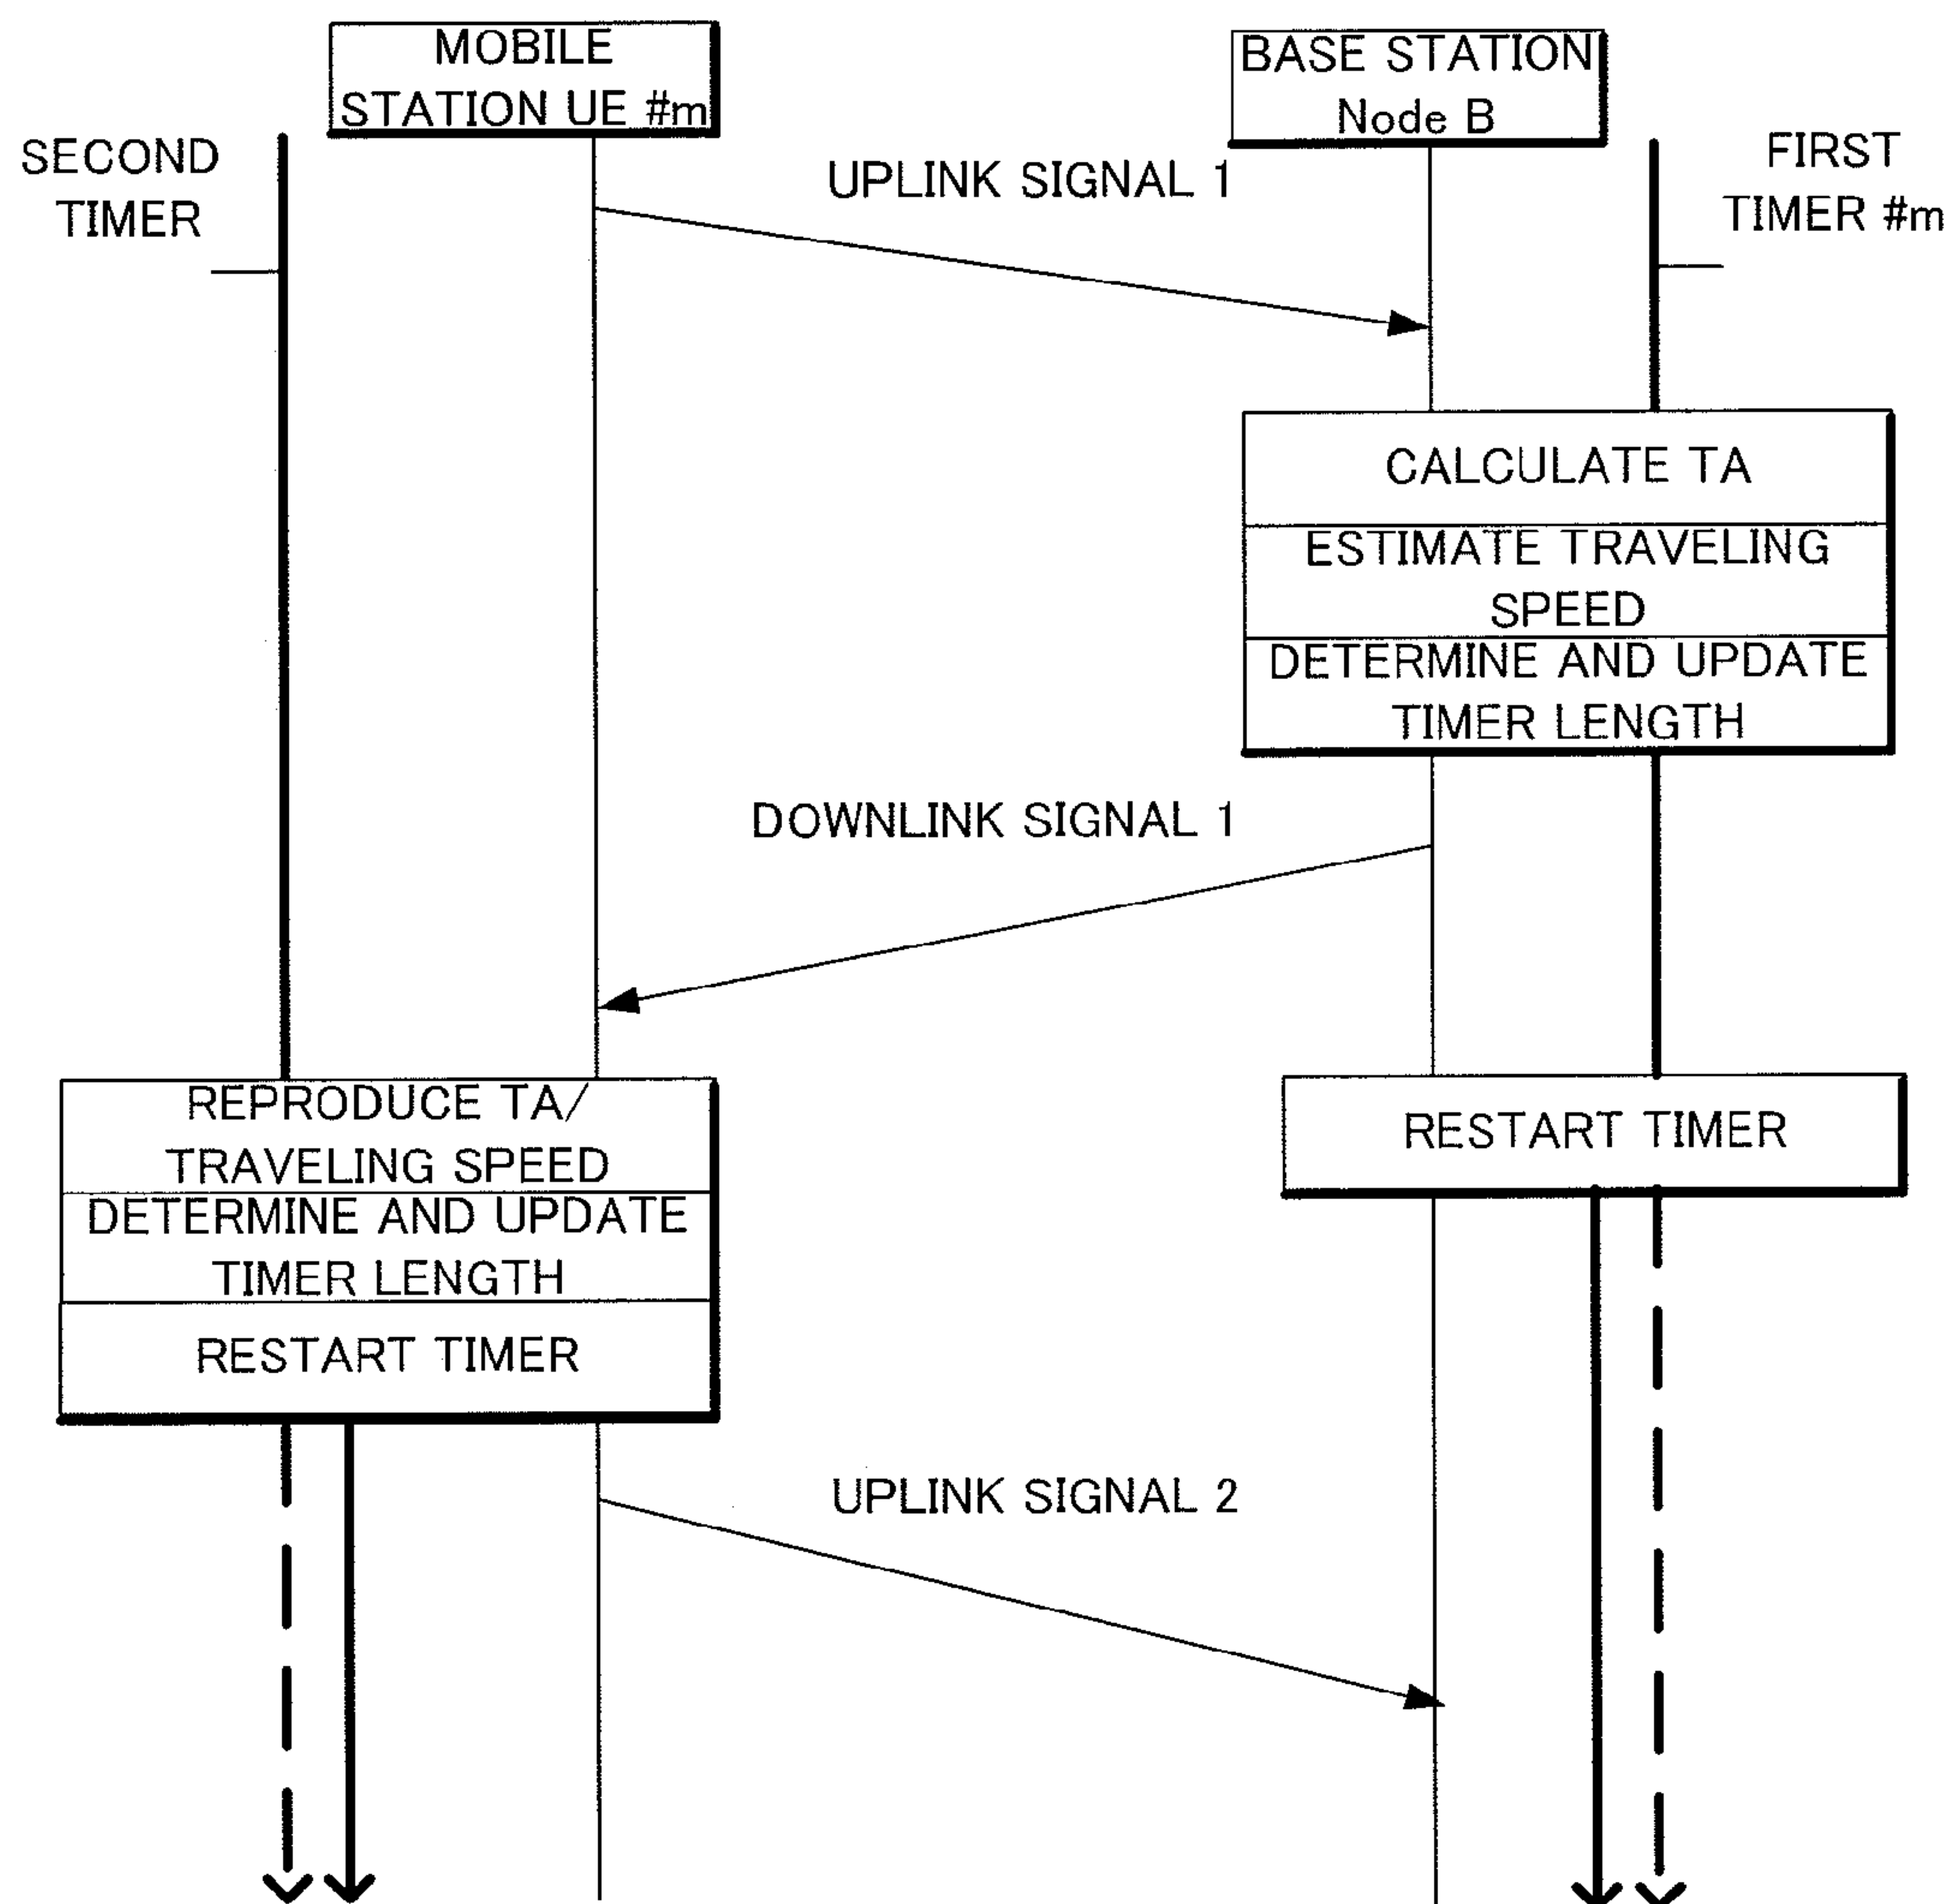 MOBILE
STATION UE #m
BASE STATION
Node B
SECOND
TIMER
UPLINK SIGNAL 1
FIRST
TIMER #m
CALCULATE TA
ESTIMATE TRAVELING
SPEED
DETERMINE AND UPDATE
TIMER LENGTH
DOWNLINK SIGNAL 1
REPRODUCE TA/
TRAVELING SPEED
DETERMINE AND UPDATE
TIMER LENGTH
RESTART TIMER
RESTART TIMER
UPLINK SIGNAL 2